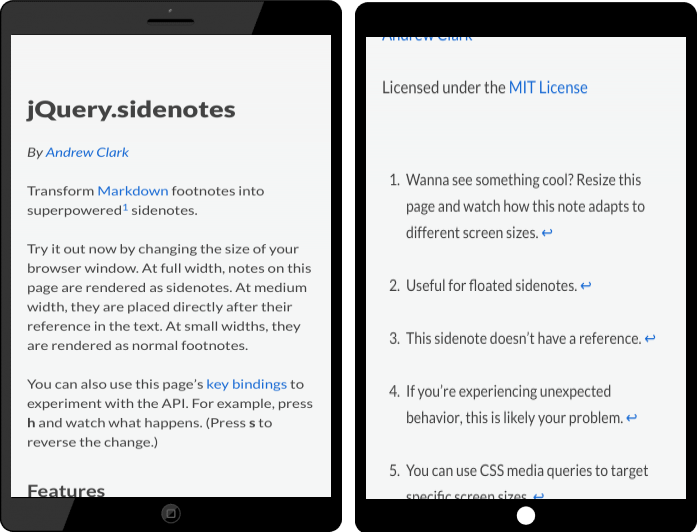 jQuery.sidenotes
By Andrew Clark
Transform Markdown footnotes into
superpowered1 sidenotes.
Try it out now by changing the size of your
browser window. At full width, notes on this
page are rendered as sidenotes. At medium
width, they are placed directly after their
reference in the text. At small widths, they
are rendered as normal footnotes.
You can also use this page's key bindings to
experiment with the API. For example, press
h and watch what happens. (Press s to
reverse the change.)
Features
Andrew Clark
Licensed under the MIT License
1. Wanna see something cool? Resize this
page and watch how this note adapts to
different screen sizes. ↩
2. Useful for floated sidenotes. ↩
3. This sidenote doesn't have a reference. ↩
4. If you're experiencing unexpected
behavior, this is likely your problem. ↩
5. You can use CSS media queries to target
specific screen sizes. ↩